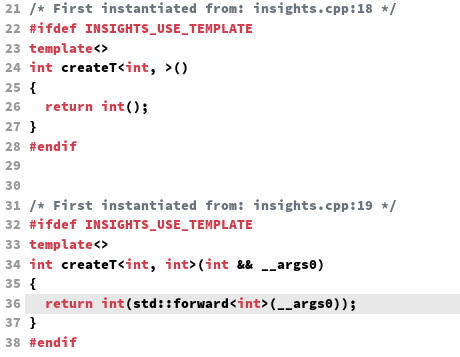 21 /* First instantiated from: insights.cpp:18 */
22 #ifdef INSIGHTS_USE_TEMPLATE
23 template<>
24 int createT<int, >()
25 {
26   return int();
27 }
28 #endif
29
30
31 /* First instantiated from: insights.cpp:19 */
32 #ifdef INSIGHTS_USE_TEMPLATE
33 template<>
34 int createT<int, int>(int && __args0)
35 {
36   return int(std::forward<int>(__args0));
37 }
38 #endif